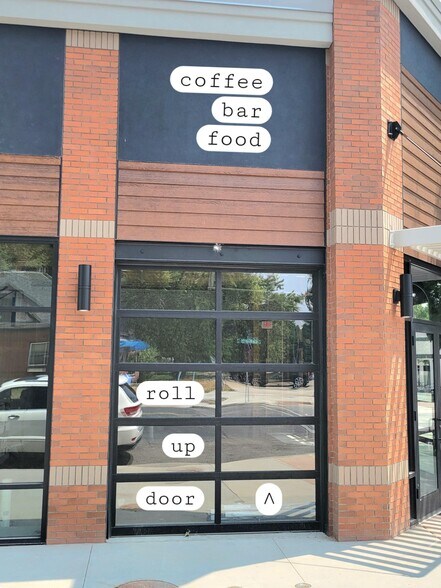 coffee
bar
food
roll
up
door ^